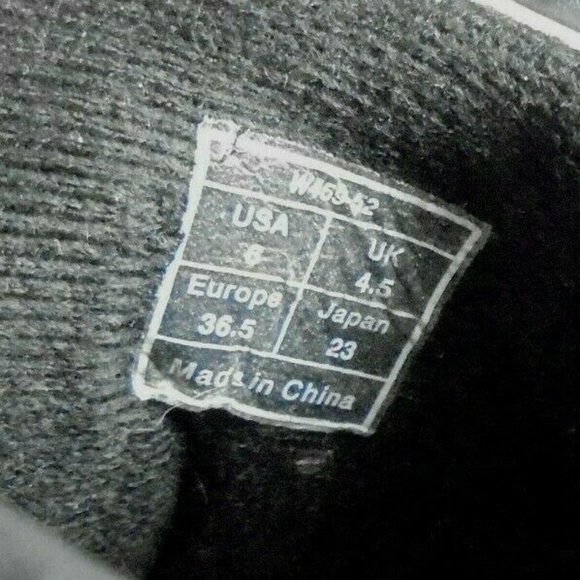 USA UK
6 4.5
Europe Japan
36.5 23
Made in China